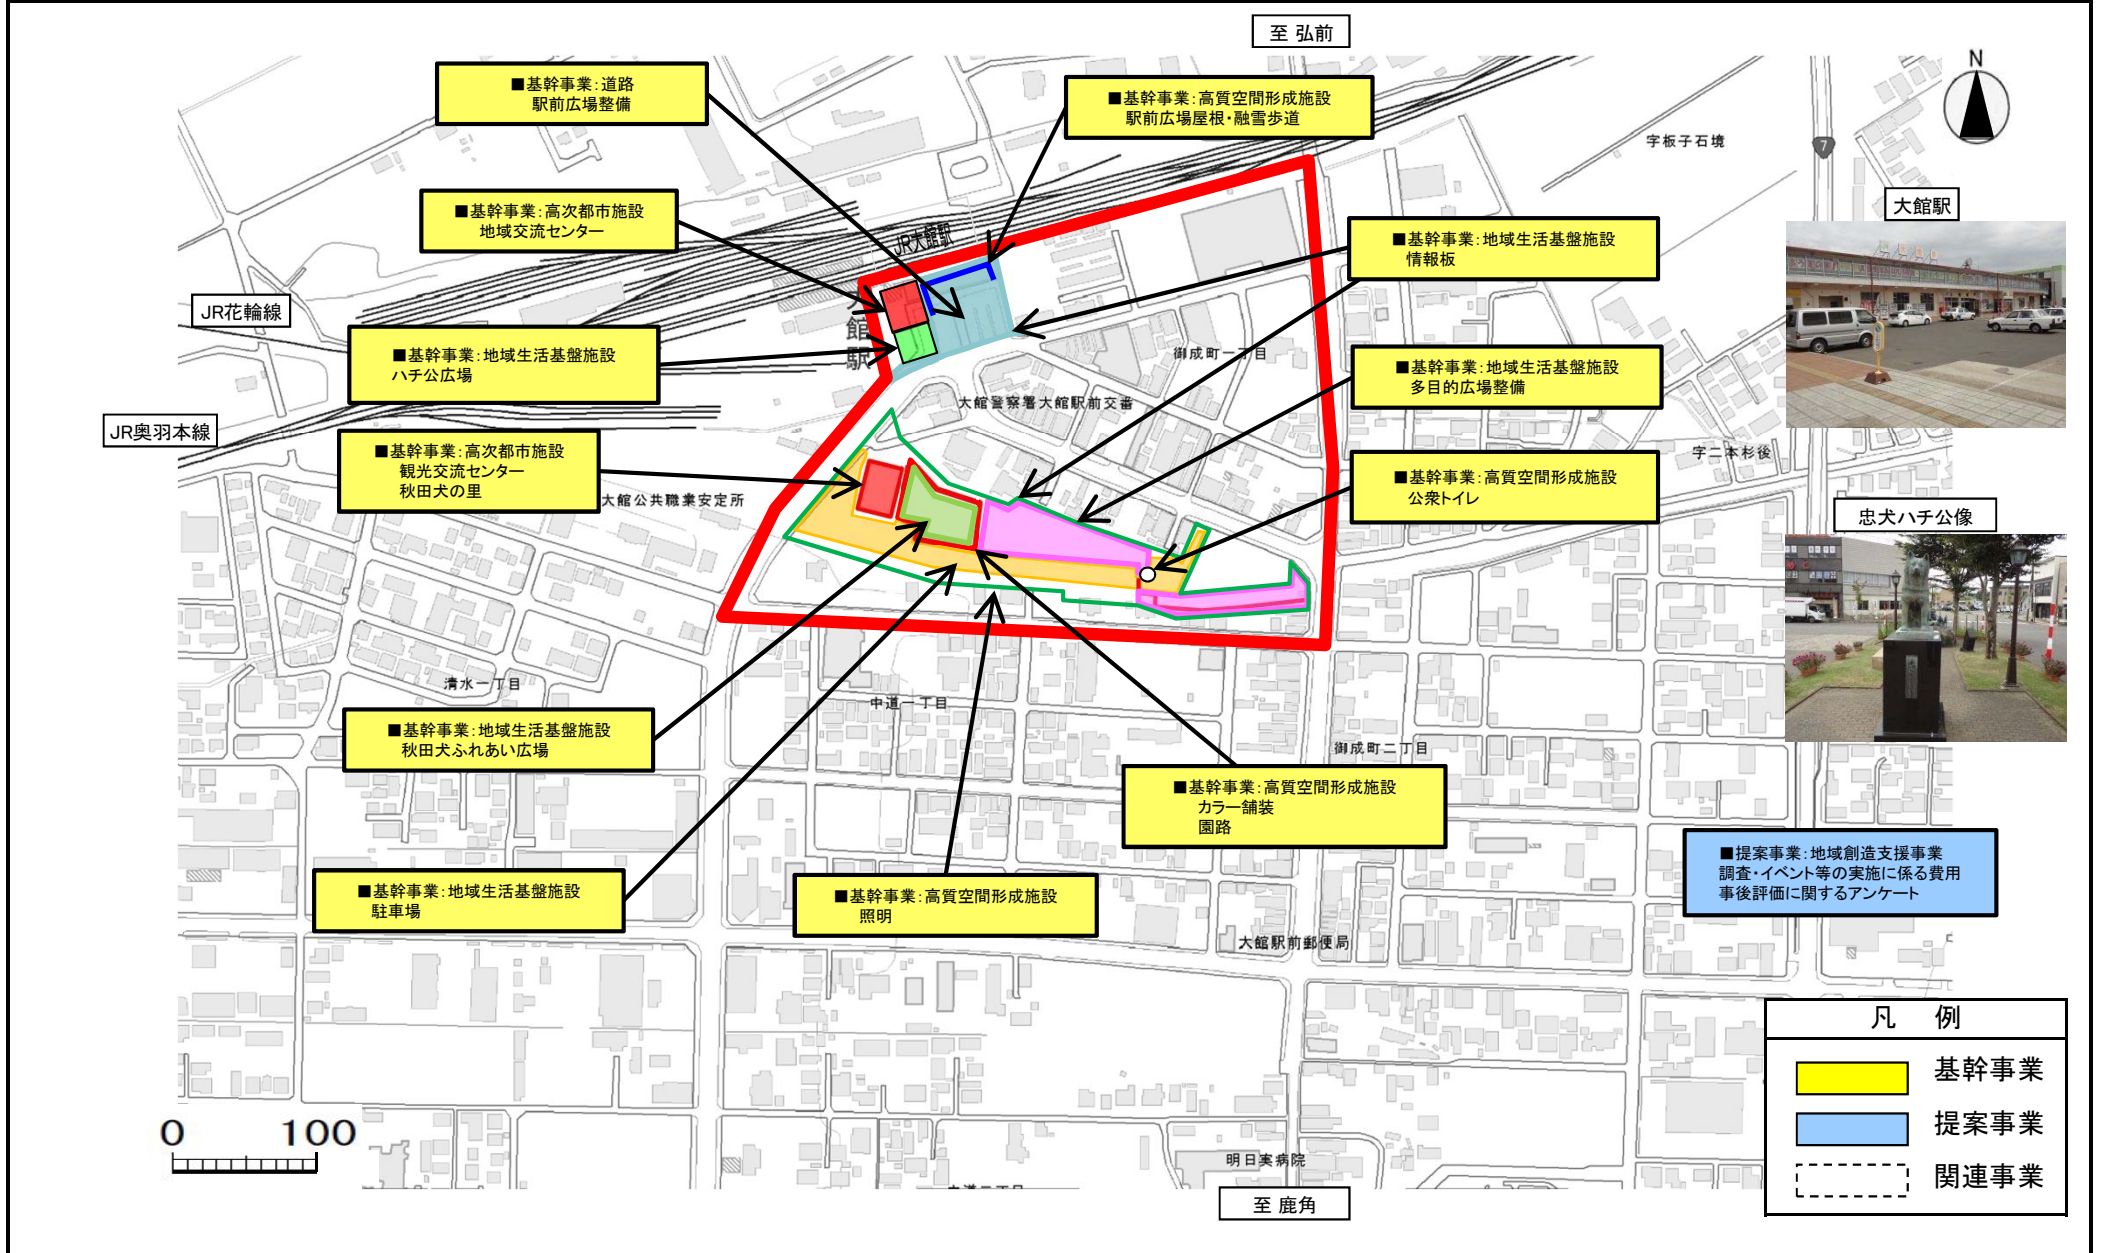 至 弘前
N
■基幹事業：道路
駅前広場整備
■基幹事業：高質空間形成施設
駅前広場屋根・融雪歩道
字板子石境
7
大館駅
■基幹事業：高次都市施設
地域交流センター
■基幹事業：地域生活基盤施設
情報板
JR大館駅
大館駅
JR花輪線
■基幹事業：地域生活基盤施設
ハチ公広場
御成町一丁目
■基幹事業：地域生活基盤施設
多目的広場整備
大館警察署大館駅前交番
JR奥羽本線
■基幹事業：高次都市施設
観光交流センター
秋田犬の里
字二本杉後
■基幹事業：高質空間形成施設
公衆トイレ
大館公共職業安定所
忠犬ハチ公像
清水一丁目
中道一丁目
■基幹事業：地域生活基盤施設
秋田犬ふれあい広場
御成町二丁目
■基幹事業：高質空間形成施設
カラー舗装
園路
■提案事業：地域創造支援事業
調査・イベント等の実施に係る費用
事後評価に関するアンケート
■基幹事業：地域生活基盤施設
駐車場
■基幹事業：高質空間形成施設
照明
大館駅前郵便局
凡 例
基幹事業
提案事業
関連事業
0 100
明日実病院
至 鹿角